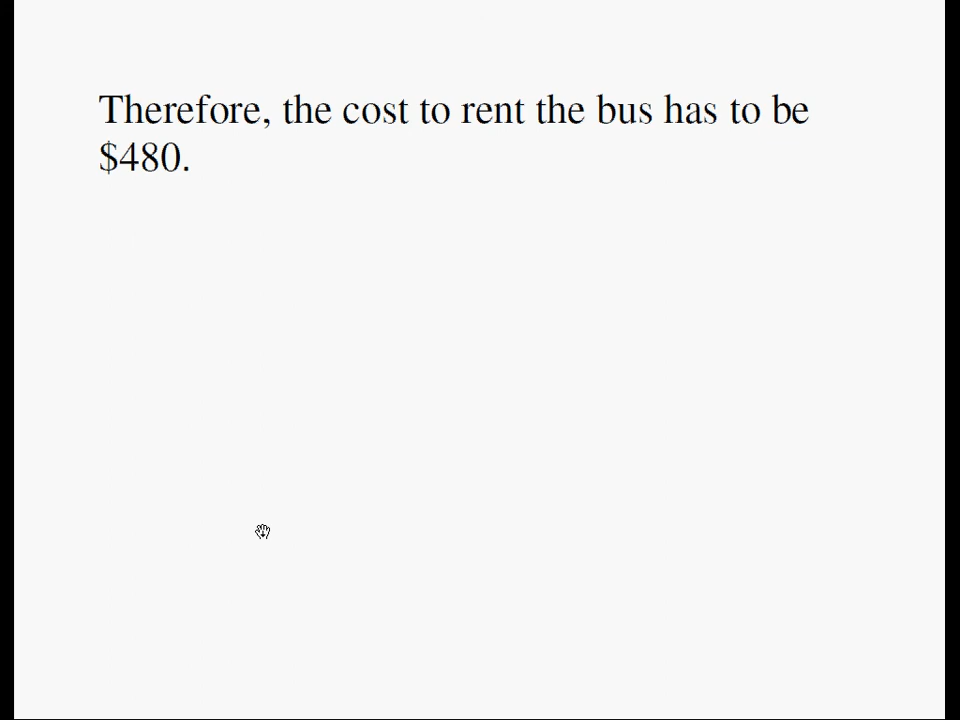 Therefore, the cost to rent the bus has to be
$480.